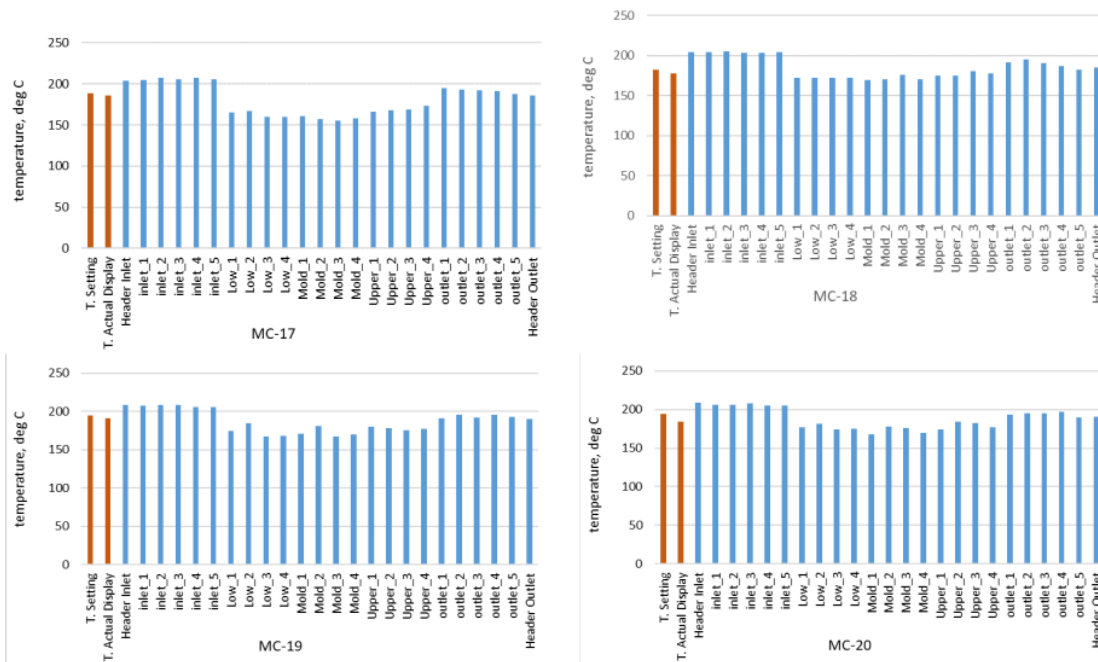 250
200
150
100
50
0
temperature, deg C
T. Setting
T. Actual Display
Header Inlet
inlet_1
inlet_2
inlet_3
inlet_4
inlet_5
Low_1
Low_2
Low_3
Low_4
Mold_1
Mold_2
Mold_3
Mold_4
Upper_1
Upper_2
Upper_3
Upper_4
outlet_1
outlet_2
outlet_3
outlet_4
outlet_5
Header Outlet
MC-17
250
200
150
100
50
0
temperature, deg C
T. Setting
T. Actual Display
Header Inlet
inlet_1
inlet_2
inlet_3
inlet_4
inlet_5
Low_1
Low_2
Low_3
Low_4
Mold_1
Mold_2
Mold_3
Mold_4
Upper_1
Upper_2
Upper_3
Upper_4
outlet_1
outlet_2
outlet_3
outlet_4
outlet_5
Header Outlet
MC-18
250
200
150
100
50
0
temperature, deg C
T. Setting
T. Actual Display
Header Inlet
inlet_1
inlet_2
inlet_3
inlet_4
inlet_5
Low_1
Low_2
Low_3
Low_4
Mold_1
Mold_2
Mold_3
Mold_4
Upper_1
Upper_2
Upper_3
Upper_4
outlet_1
outlet_2
outlet_3
outlet_4
outlet_5
Header Outlet
MC-19
250
200
150
100
50
0
temperature, deg C
T. Setting
T. Actual Display
Header Inlet
inlet_1
inlet_2
inlet_3
inlet_4
inlet_5
Low_1
Low_2
Low_3
Low_4
Mold_1
Mold_2
Mold_3
Mold_4
Upper_1
Upper_2
Upper_3
Upper_4
outlet_1
outlet_2
outlet_3
outlet_4
outlet_5
Header Outlet
MC-20